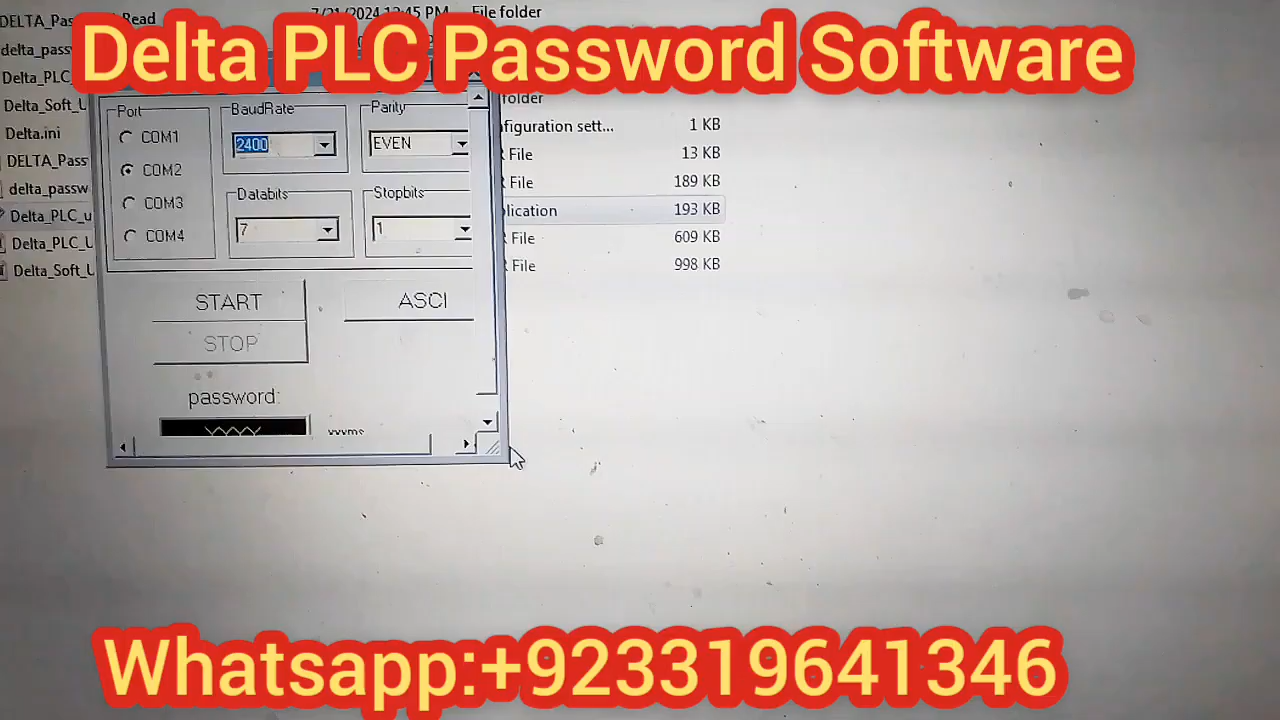 DELTA_Pas
Read
7/21/2024 12:45 PM
File folder
Delta PLC Password Software
delta_pass
Delta_PLC_
Delta_Soft_U
Delta.ini
DELTA_Pass
delta_passw
Delta_PLC_u
Delta_PLC_U
Delta_Soft_U
folder
figuration sett...
1 KB
File
13 KB
File
189 KB
lication
193 KB
File
609 KB
File
998 KB
Port
COM1
COM2
COM3
COM4
BaudRate
2400
Parity
EVEN
Databits
7
Stopbits
1
START
ASCI
STOP
password:
Whatsapp:+923319641346